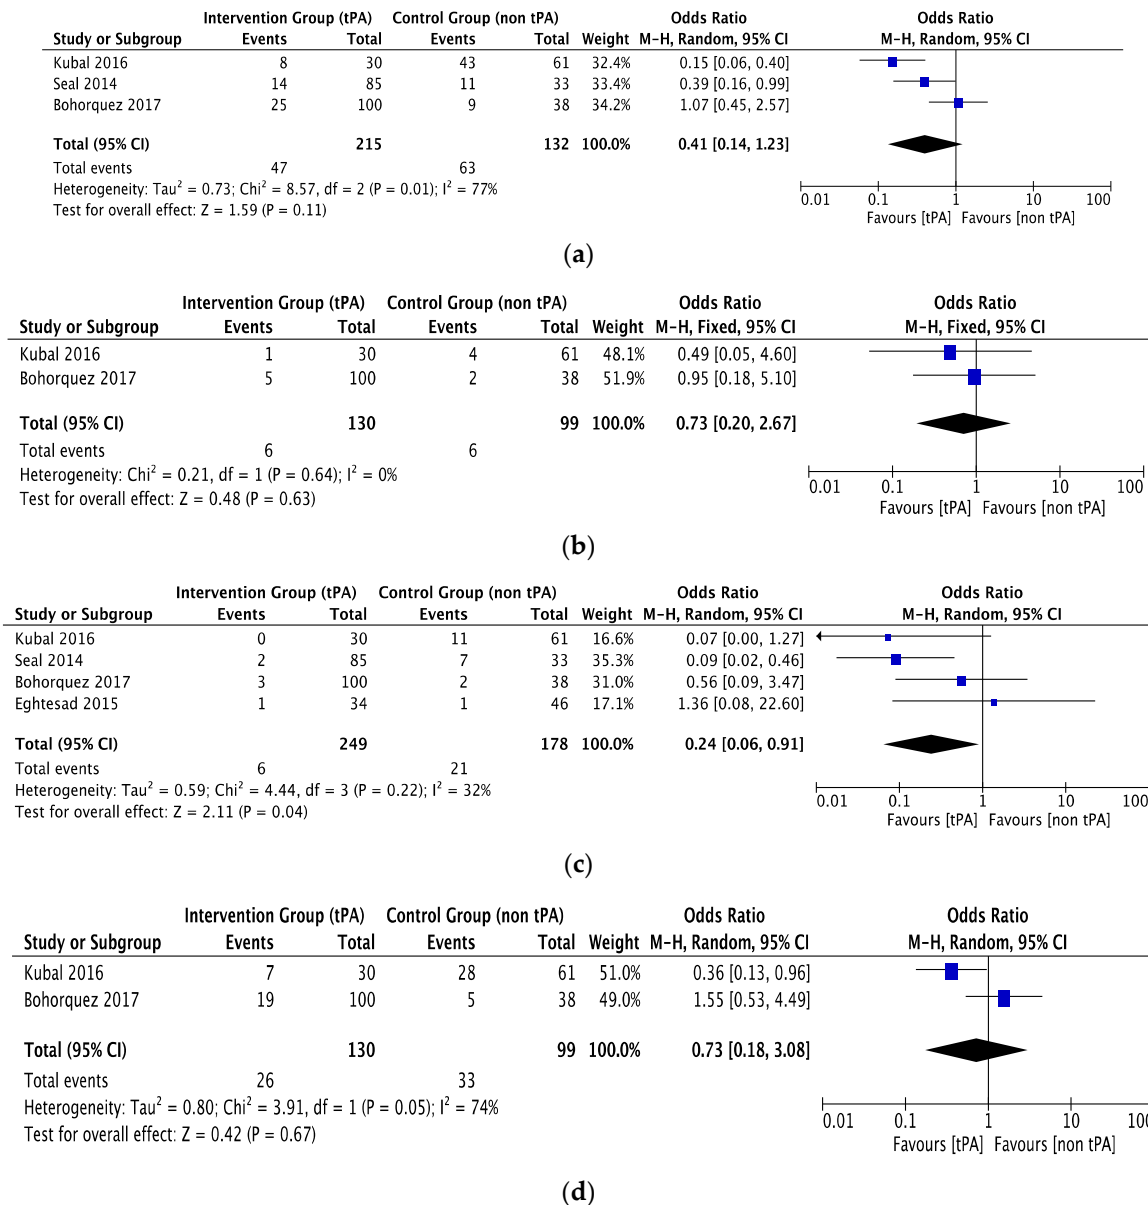 Intervention Group (tPA) Control Group (non tPA) Odds Ratio Odds Ratio
Study or Subgroup Events Total Events Total Weight M-H, Random, 95% CI M-H, Random, 95% CI
Kubal 2016 8 30 43 61 32.4% 0.15 [0.06, 0.40]
Seal 2014 14 85 11 33 33.4% 0.39 [0.16, 0.99]
Bohorquez 2017 25 100 9 38 34.2% 1.07 [0.45, 2.57]
Total (95% CI) 215 132 100.0% 0.41 [0.14, 1.23]
Total events 47 63
Heterogeneity: Tau² = 0.73; Chi² = 8.57, df = 2 (P = 0.01); I² = 77%
Test for overall effect: Z = 1.59 (P = 0.11)
0.01 0.1 1 10 100
Favours [tPA] Favours [non tPA]
(a)
Intervention Group (tPA) Control Group (non tPA) Odds Ratio Odds Ratio
Study or Subgroup Events Total Events Total Weight M-H, Fixed, 95% CI M-H, Fixed, 95% CI
Kubal 2016 1 30 4 61 48.1% 0.49 [0.05, 4.60]
Bohorquez 2017 5 100 2 38 51.9% 0.95 [0.18, 5.10]
Total (95% CI) 130 99 100.0% 0.73 [0.20, 2.67]
Total events 6 6
Heterogeneity: Chi² = 0.21, df = 1 (P = 0.64); I² = 0%
Test for overall effect: Z = 0.48 (P = 0.63)
0.01 0.1 1 10 100
Favours [tPA] Favours [non tPA]
(b)
Intervention Group (tPA) Control Group (non tPA) Odds Ratio Odds Ratio
Study or Subgroup Events Total Events Total Weight M-H, Random, 95% CI M-H, Random, 95% CI
Kubal 2016 0 30 11 61 16.6% 0.07 [0.00, 1.27]
Seal 2014 2 85 7 33 35.3% 0.09 [0.02, 0.46]
Bohorquez 2017 3 100 2 38 31.0% 0.56 [0.09, 3.47]
Eghtesad 2015 1 34 1 46 17.1% 1.36 [0.08, 22.60]
Total (95% CI) 249 178 100.0% 0.24 [0.06, 0.91]
Total events 6 21
Heterogeneity: Tau² = 0.59; Chi² = 4.44, df = 3 (P = 0.22); I² = 32%
Test for overall effect: Z = 2.11 (P = 0.04)
0.01 0.1 1 10 100
Favours [tPA] Favours [non tPA]
(c)
Intervention Group (tPA) Control Group (non tPA) Odds Ratio Odds Ratio
Study or Subgroup Events Total Events Total Weight M-H, Random, 95% CI M-H, Random, 95% CI
Kubal 2016 7 30 28 61 51.0% 0.36 [0.13, 0.96]
Bohorquez 2017 19 100 5 38 49.0% 1.55 [0.53, 4.49]
Total (95% CI) 130 99 100.0% 0.73 [0.18, 3.08]
Total events 26 33
Heterogeneity: Tau² = 0.80; Chi² = 3.91, df = 1 (P = 0.05); I² = 74%
Test for overall effect: Z = 0.42 (P = 0.67)
0.01 0.1 1 10 100
Favours [tPA] Favours [non tPA]
(d)